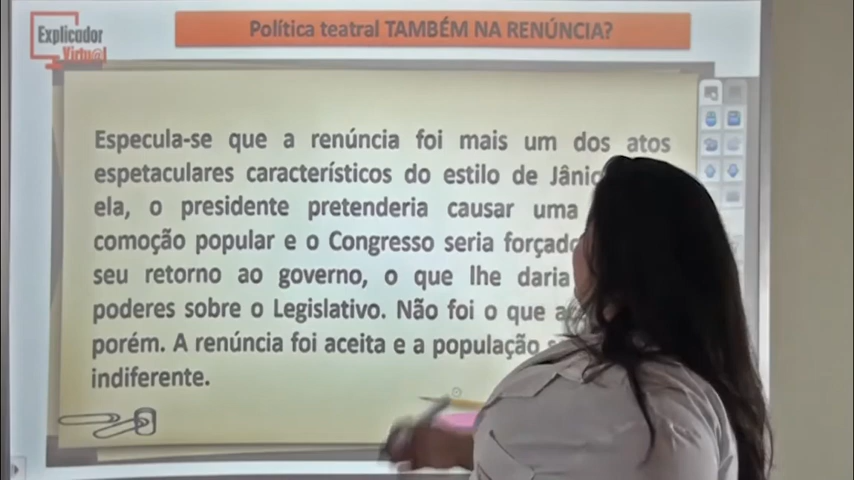 Explicador
Virtu@l
Política teatral TAMBÉM NA RENÚNCIA?
Especula-se que a renúncia foi mais um dos atos
espetaculares característicos do estilo de
ela, o presidente pretenderia causar uma
comoção popular e o Congresso seria
seu retorno ao governo, o que lhe daria
poderes sobre o Legislativo. Não foi o que
porém. A renúncia foi aceita e a população
indiferente.